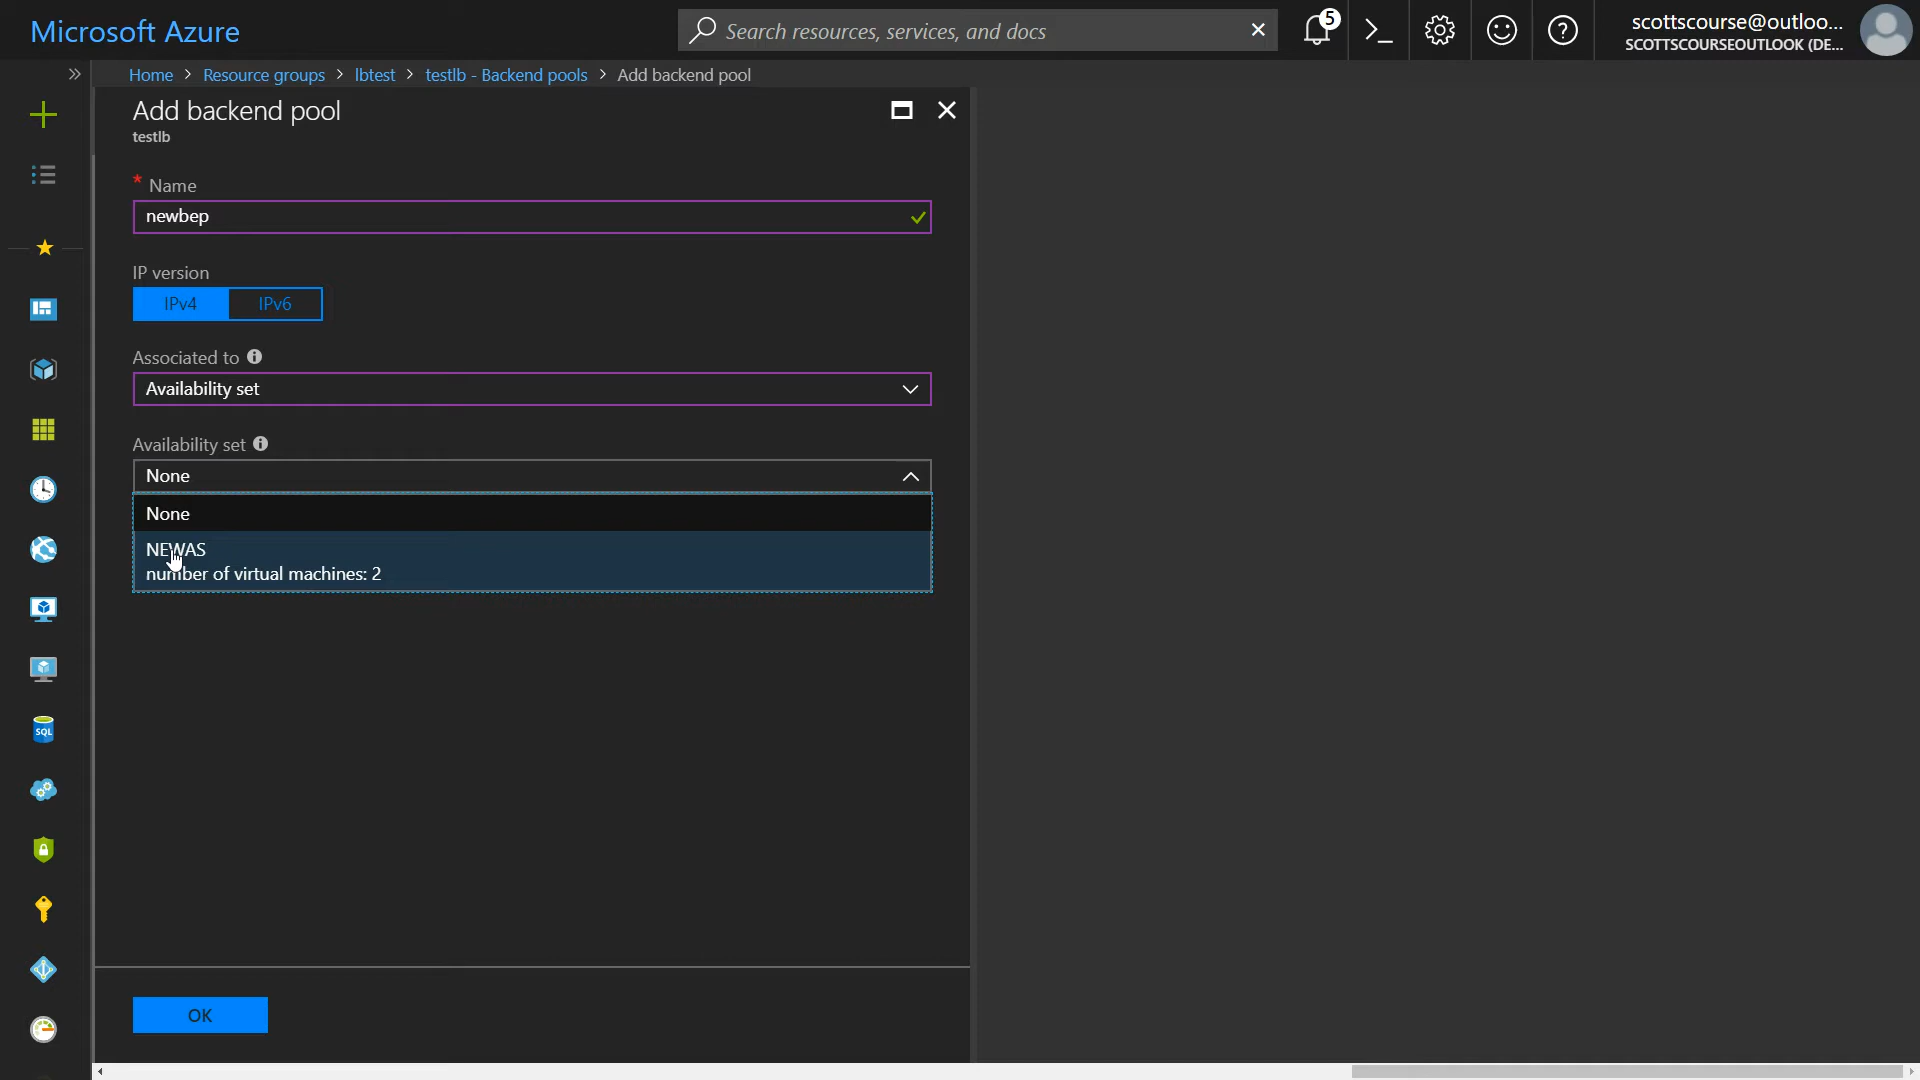 Microsoft Azure
Search resources, services, and docs
5
scottscourse@outloo...
SCOTTSCOURSEOUTLOOK (DE...
Home > Resource groups > lbtest > testlb - Backend pools > Add backend pool
Add backend pool
testlb
* Name
newbep
IP version
IPv4 IPv6
Associated to
Availability set
Availability set
None
None
NEWAS
number of virtual machines: 2
SQL
OK